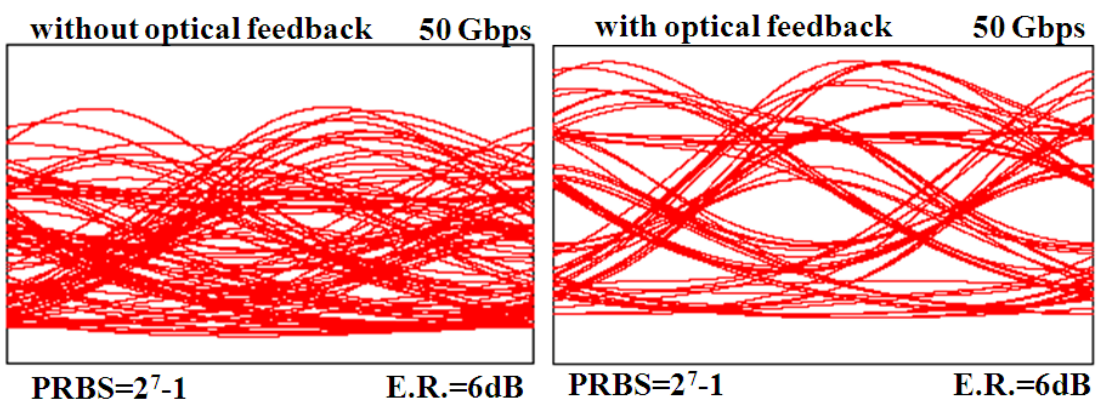 without optical feedback 50 Gbps
with optical feedback 50 Gbps
PRBS=2⁷-1 E.R.=6dB
PRBS=2⁷-1 E.R.=6dB